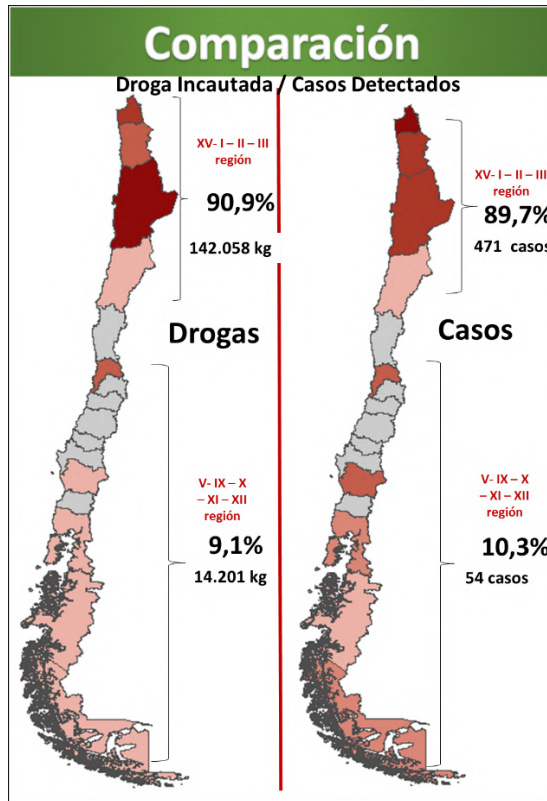 Comparación
Droga Incautada / Casos Detectados
XV- I – II – III
región
90,9%
142.058 kg
Drogas
V- IX – X
– XI – XII
región
9,1%
14.201 kg
XV- I – II – III
región
89,7%
471 casos
Casos
V- IX – X
– XI – XII
región
10,3%
54 casos